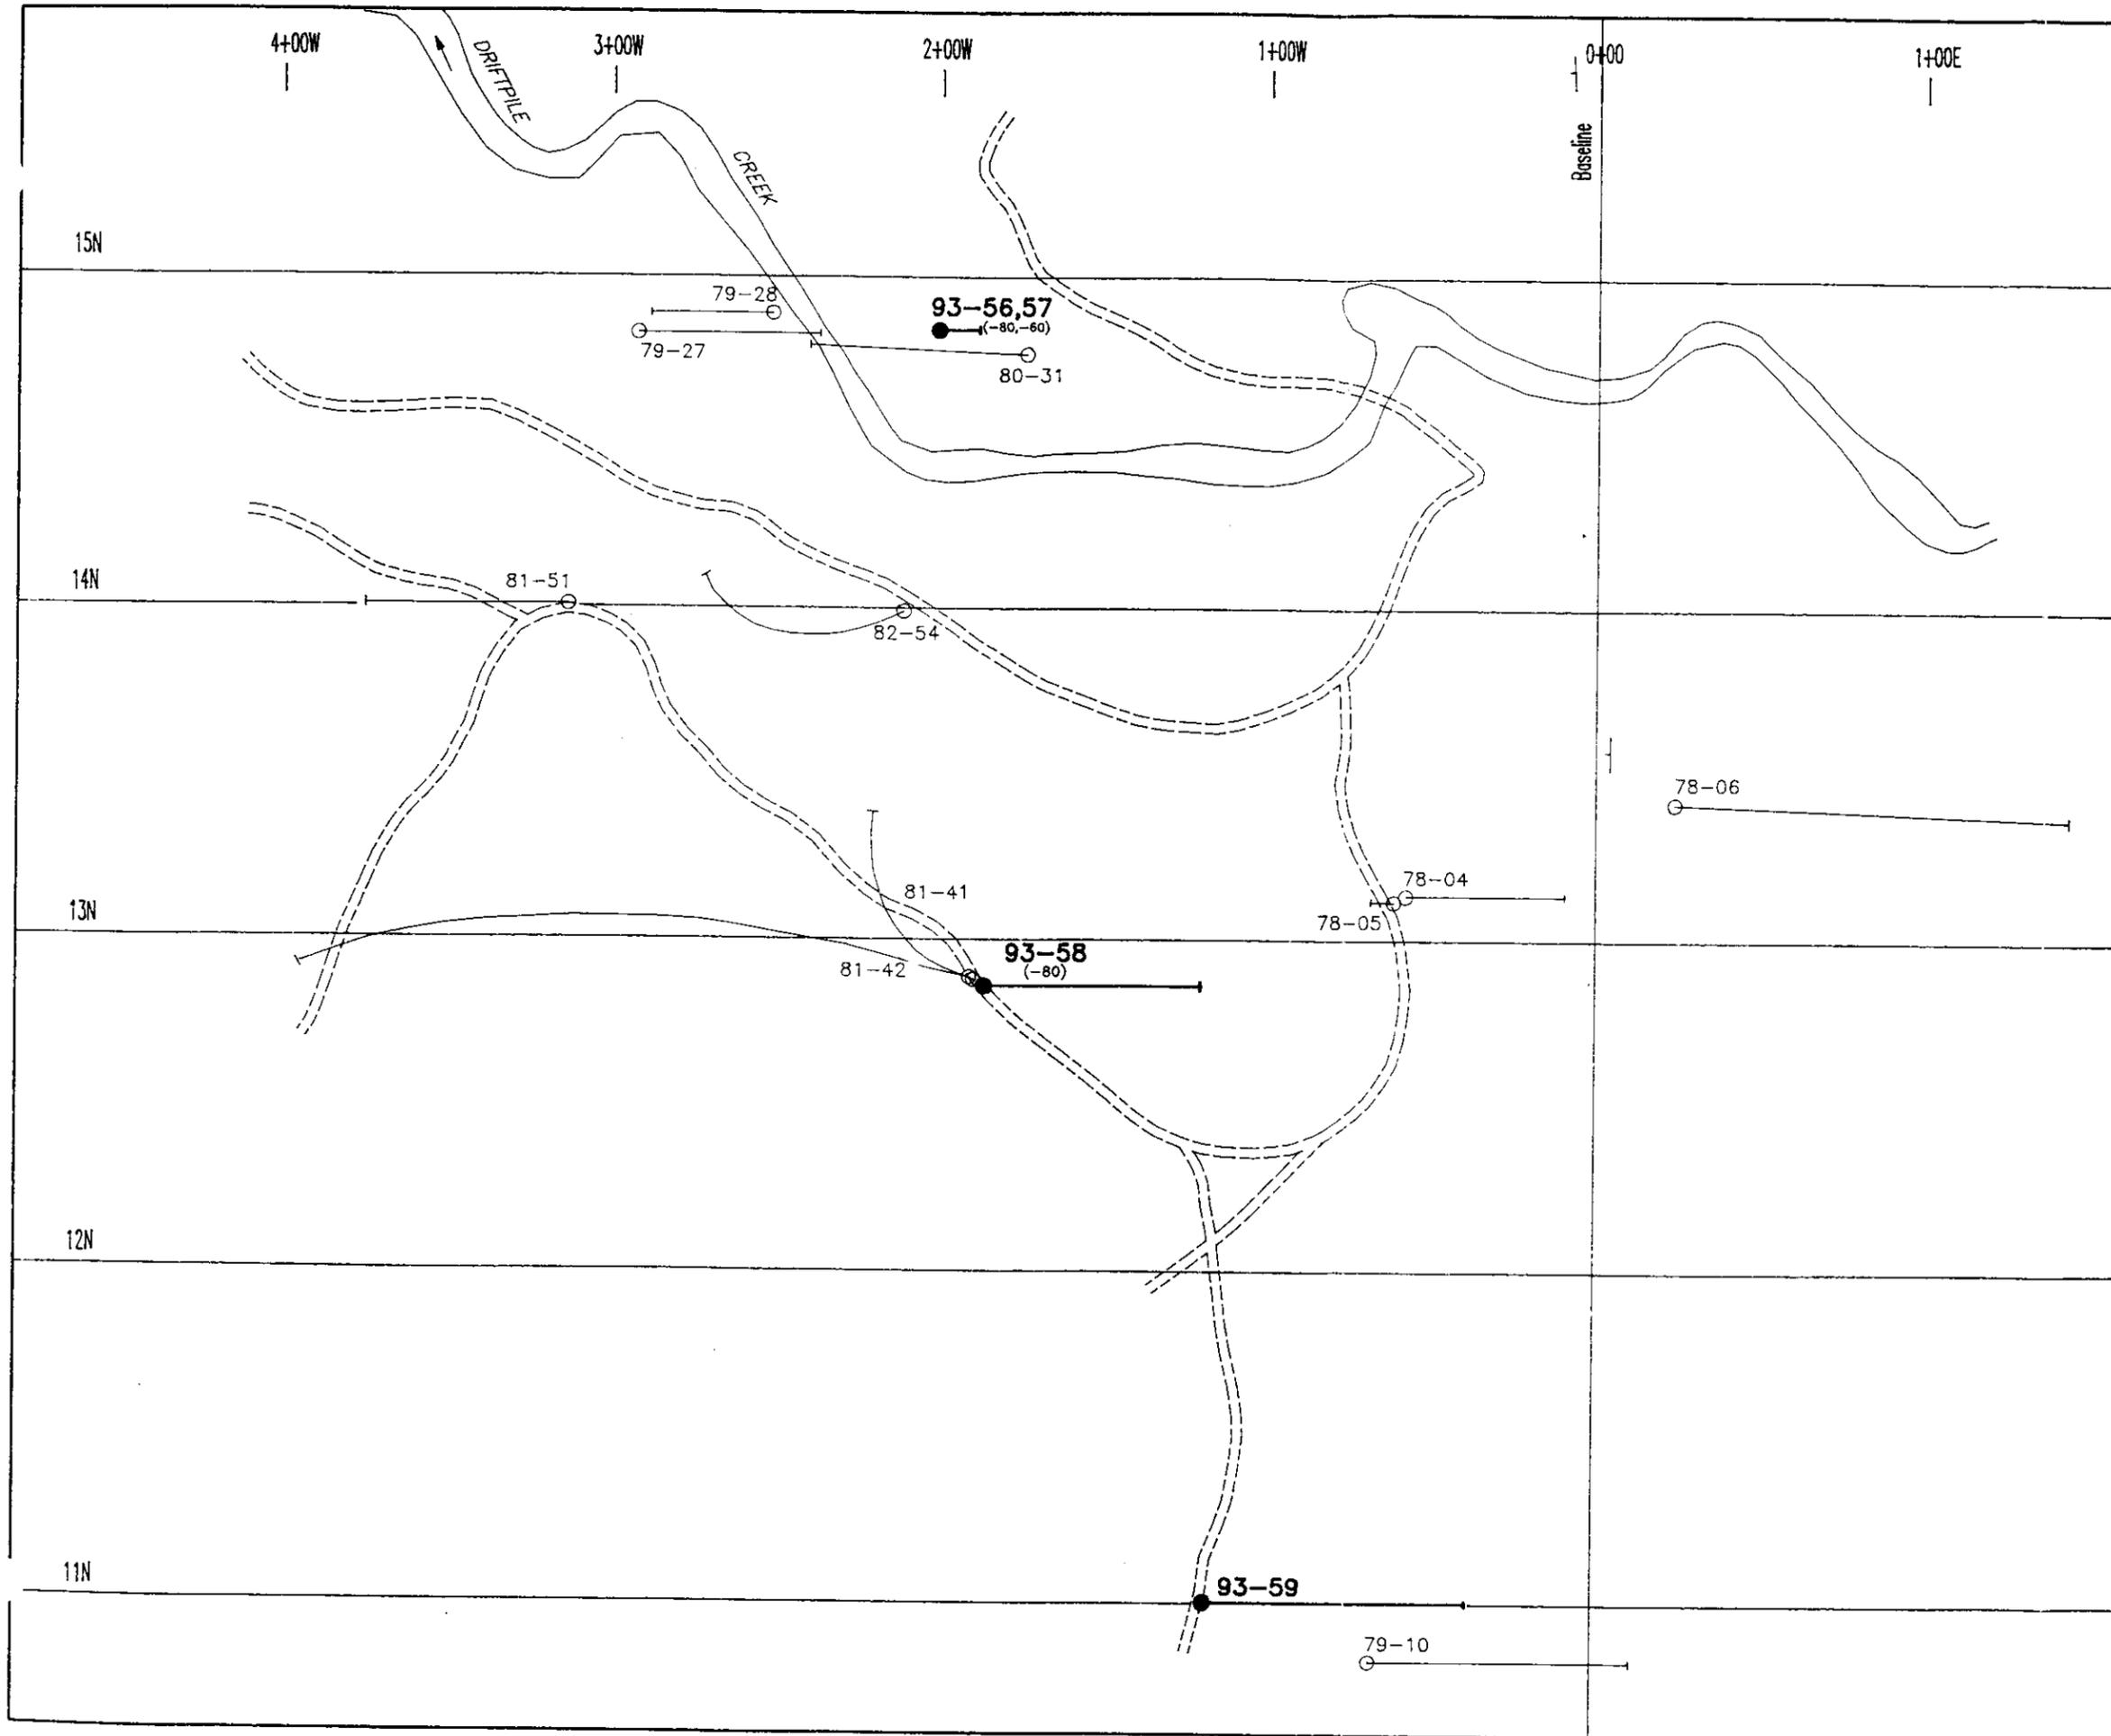 4+00W
3+00W
2+00W
1+00W
0+00
1+00E
DRIFTPILE
CREEK
Baseline
15N
79-28
93-56,57
(-80,-60)
79-27
80-31
14N
81-51
82-54
78-06
81-41
78-04
13N
78-05
93-58
(-80)
81-42
12N
11N
93-59
79-10